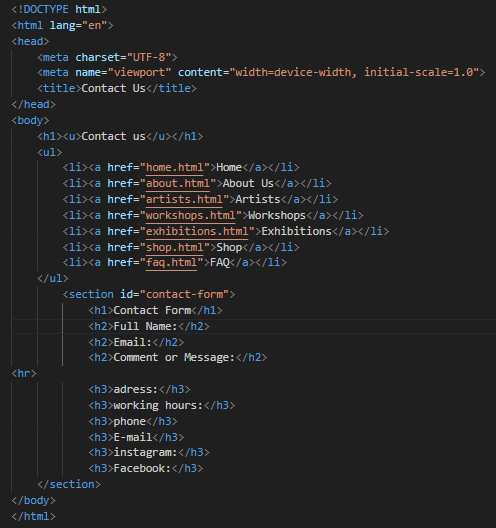 <!DOCTYPE html>
<html lang="en">
<head>
    <meta charset="UTF-8">
    <meta name="viewport" content="width=device-width, initial-scale=1.0">
    <title>Contact Us</title>
</head>
<body>
    <h1><u>Contact us</u></h1>
    <ul>
        <li><a href="home.html">Home</a></li>
        <li><a href="about.html">About Us</a></li>
        <li><a href="artists.html">Artists</a></li>
        <li><a href="workshops.html">Workshops</a></li>
        <li><a href="exhibitions.html">Exhibitions</a></li>
        <li><a href="shop.html">Shop</a></li>
        <li><a href="faq.html">FAQ</a></li>
    </ul>
        <section id="contact-form">
            <h1>Contact Form</h1>
            <h2>Full Name:</h2>
            <h2>Email:</h2>
            <h2>Comment or Message:</h2>
<hr>
            <h3>adress:</h3>
            <h3>working hours:</h3>
            <h3>phone</h3>
            <h3>E-mail</h3>
            <h3>instagram:</h3>
            <h3>Facebook:</h3>
    </section>
</body>
</html>